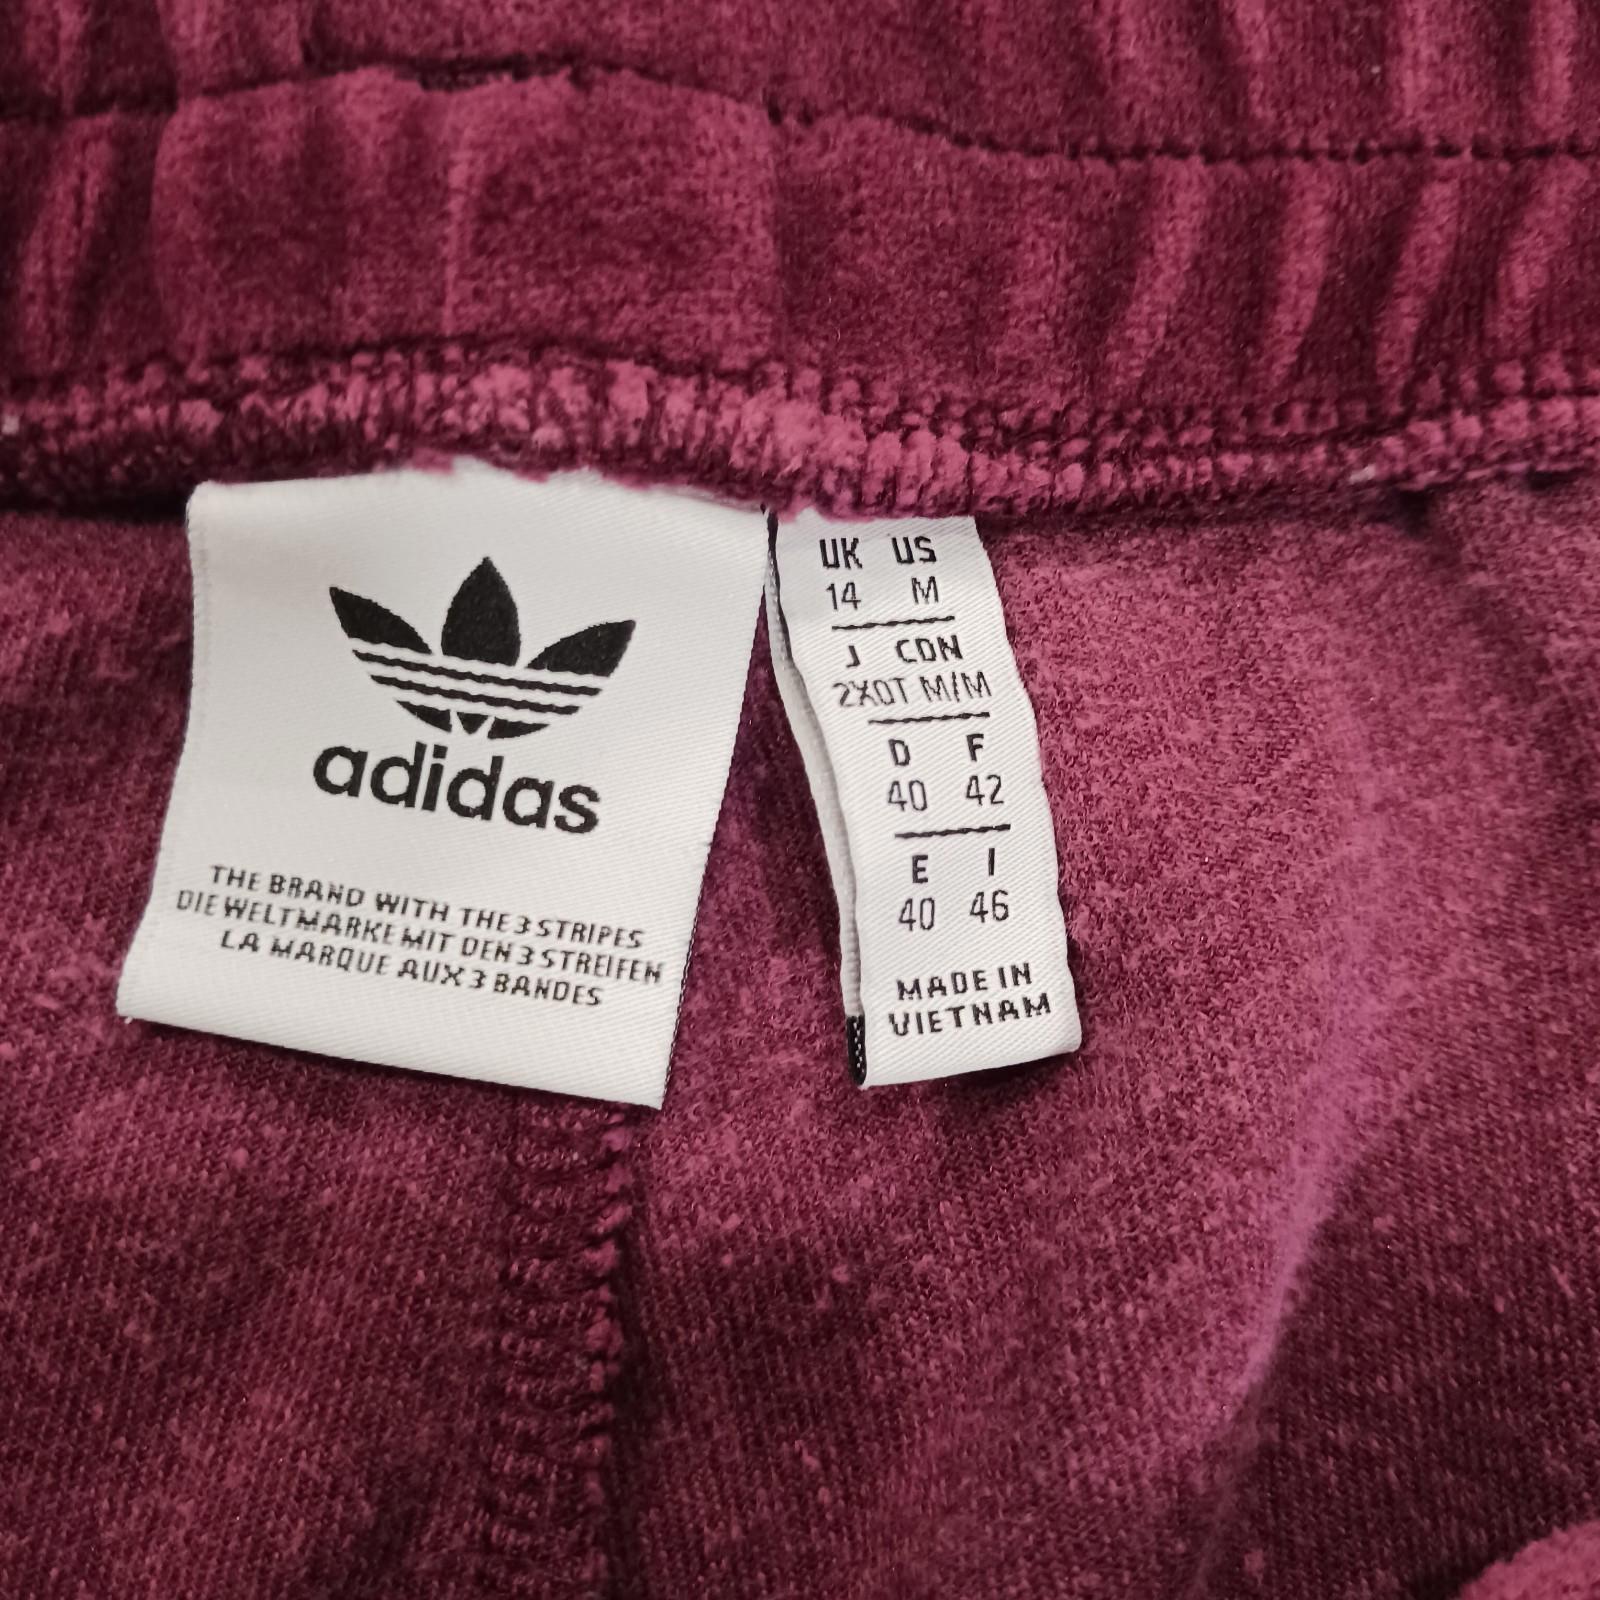 adidas
THE BRAND WITH THE 3 STRIPES
DIE WELTMARKE MIT DEN 3 STREIFEN
LA MARQUE AUX 3 BANDES
UK US
14 M
J CDN
2XOT M/M
D F
40 42
E I
40 46
MADE IN
VIETNAM